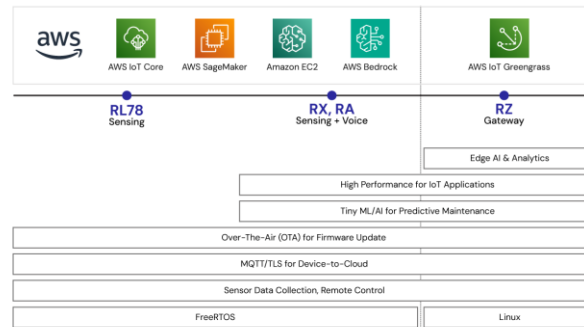 aws
AWS IoT Core
AWS SageMaker
Amazon EC2
AWS Bedrock
AWS IoT Greengrass
RL78
Sensing
RX, RA
Sensing + Voice
RZ
Gateway
Edge AI & Analytics
High Performance for IoT Applications
Tiny ML/AI for Predictive Maintenance
Over-The-Air (OTA) for Firmware Update
MQTT/TLS for Device-to-Cloud
Sensor Data Collection, Remote Control
FreeRTOS
Linux